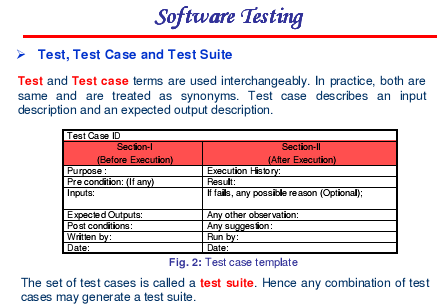 Software Testing
➢ Test, Test Case and Test Suite
Test and Test case terms are used interchangeably. In practice, both are
same and are treated as synonyms. Test case describes an input
description and an expected output description.
Test Case ID
Section-I Section-II
(Before Execution) (After Execution)
Purpose : Execution History:
Pre condition: (If any) Result:
Inputs: If fails, any possible reason (Optional);
Expected Outputs: Any other observation:
Post conditions: Any suggestion:
Written by: Run by:
Date: Date:
Fig. 2: Test case template
The set of test cases is called a test suite. Hence any combination of test
cases may generate a test suite.